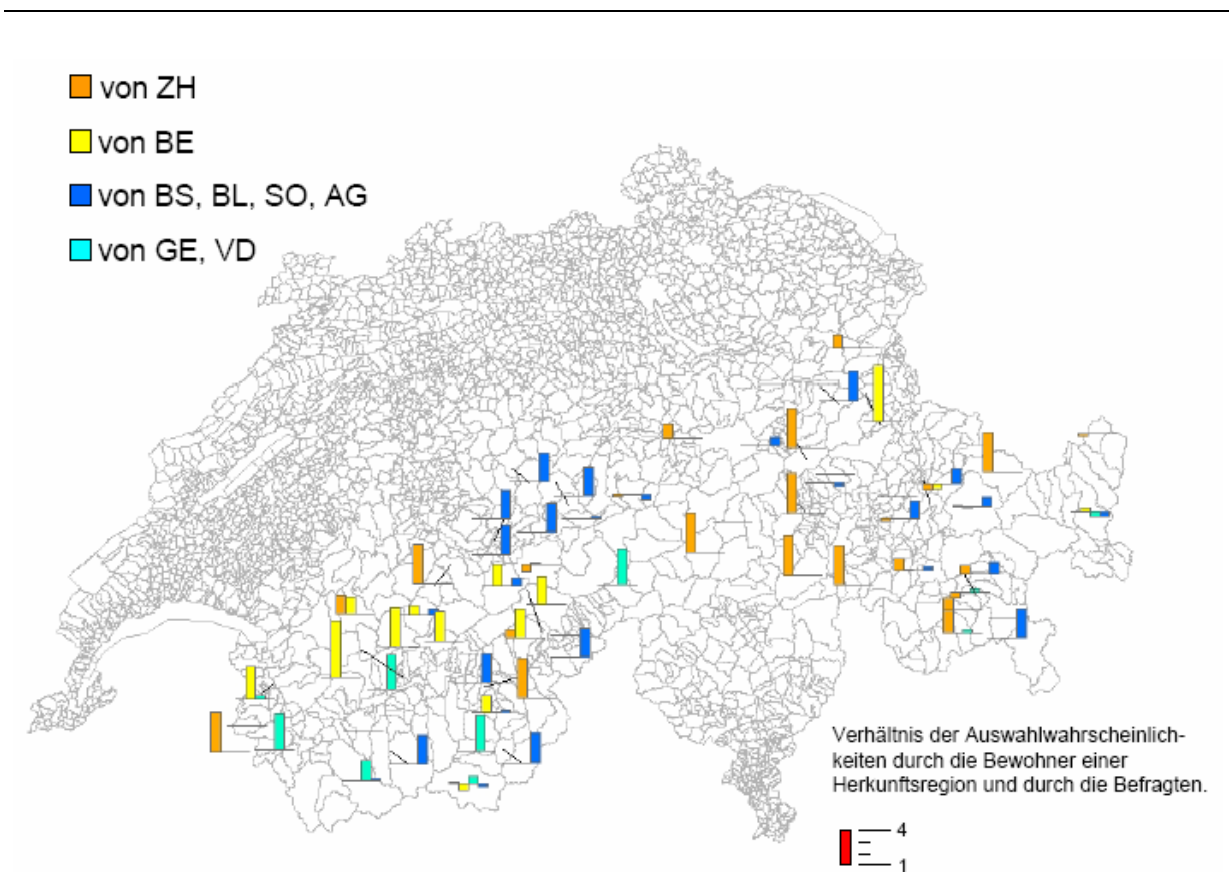 von ZH
von BE
von BS, BL, SO, AG
von GE, VD
Verhältnis der Auswahlwahrscheinlich-
keiten durch die Bewohner einer
Herkunftsregion und durch die Befragten.
4
1